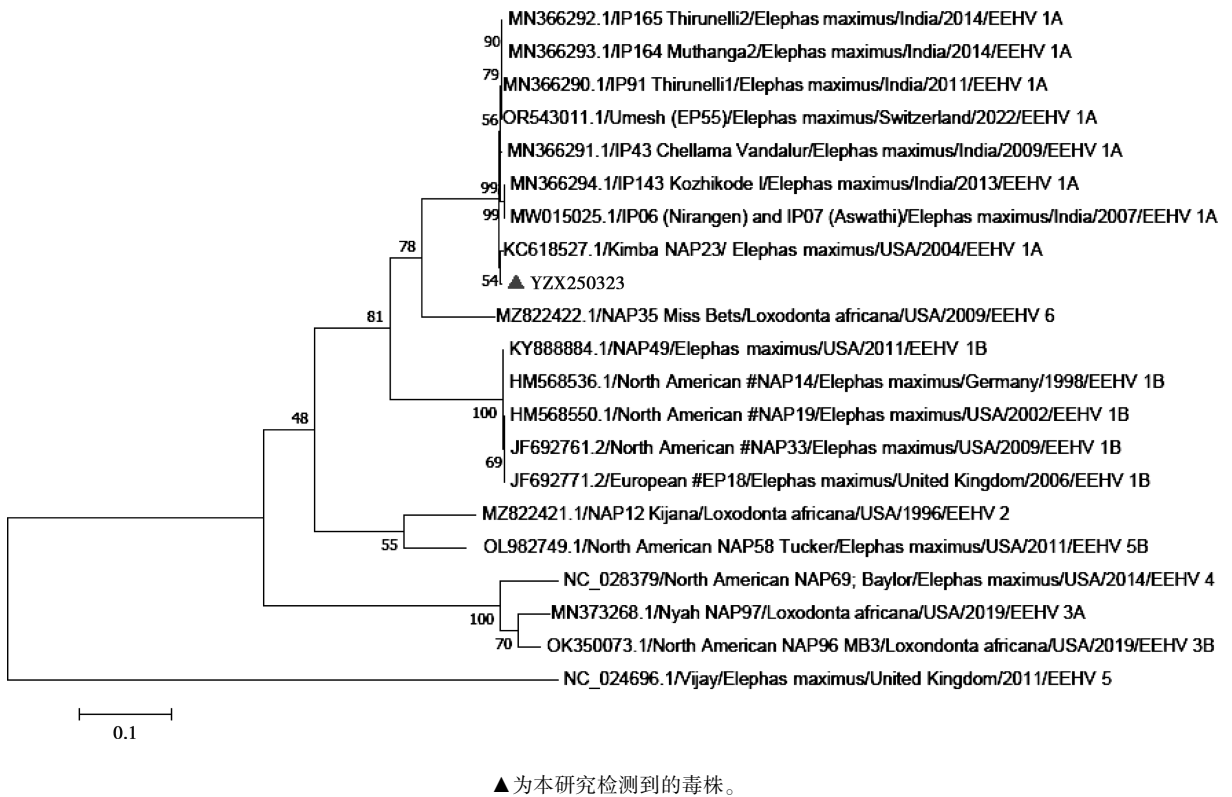 MN366292.1/IP165 Thirunelli2/Elephas maximus/India/2014/EEHV 1A
90
MN366293.1/IP164 Muthanga2/Elephas maximus/India/2014/EEHV 1A
79
MN366290.1/IP91 Thirunelli1/Elephas maximus/India/2011/EEHV 1A
56
OR543011.1/Umesh (EP55)/Elephas maximus/Switzerland/2022/EEHV 1A
MN366291.1/IP43 Chellama Vandalur/Elephas maximus/India/2009/EEHV 1A
99
MN366294.1/IP143 Kozhikode I/Elephas maximus/India/2013/EEHV 1A
99
MW015025.1/IP06 (Nirangen) and IP07 (Aswathi)/Elephas maximus/India/2007/EEHV 1A
78
KC618527.1/Kimba NAP23/ Elephas maximus/USA/2004/EEHV 1A
54
▲ YZX250323
81
MZ822422.1/NAP35 Miss Bets/Loxodonta africana/USA/2009/EEHV 6
KY888884.1/NAP49/Elephas maximus/USA/2011/EEHV 1B
HM568536.1/North American #NAP14/Elephas maximus/Germany/1998/EEHV 1B
100
HM568550.1/North American #NAP19/Elephas maximus/USA/2002/EEHV 1B
48
JF692761.2/North American #NAP33/Elephas maximus/USA/2009/EEHV 1B
69
JF692771.2/European #EP18/Elephas maximus/United Kingdom/2006/EEHV 1B
MZ822421.1/NAP12 Kijana/Loxodonta africana/USA/1996/EEHV 2
55
OL982749.1/North American NAP58 Tucker/Elephas maximus/USA/2011/EEHV 5B
NC_028379/North American NAP69; Baylor/Elephas maximus/USA/2014/EEHV 4
100
MN373268.1/Nyah NAP97/Loxodonta africana/USA/2019/EEHV 3A
70
OK350073.1/North American NAP96 MB3/Loxondonta africana/USA/2019/EEHV 3B
NC_024696.1/Vijay/Elephas maximus/United Kingdom/2011/EEHV 5
0.1
▲为本研究检测到的毒株。